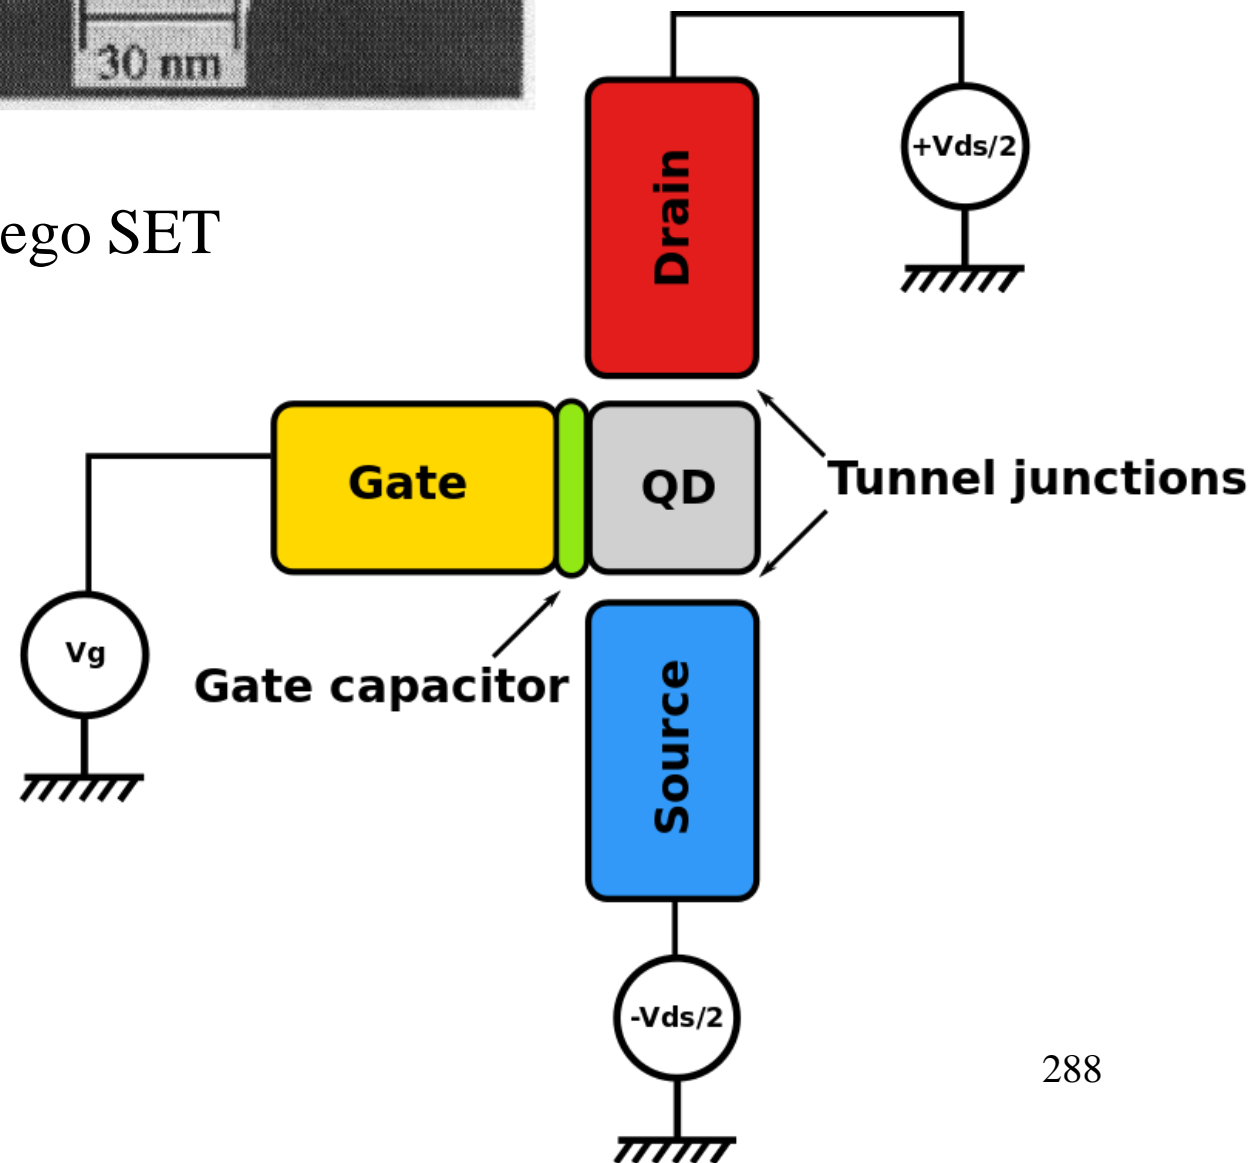 30 nm
ego SET
Drain
+Vds/2
Gate
QD
Tunnel junctions
Vg
Gate capacitor
Source
-Vds/2
288